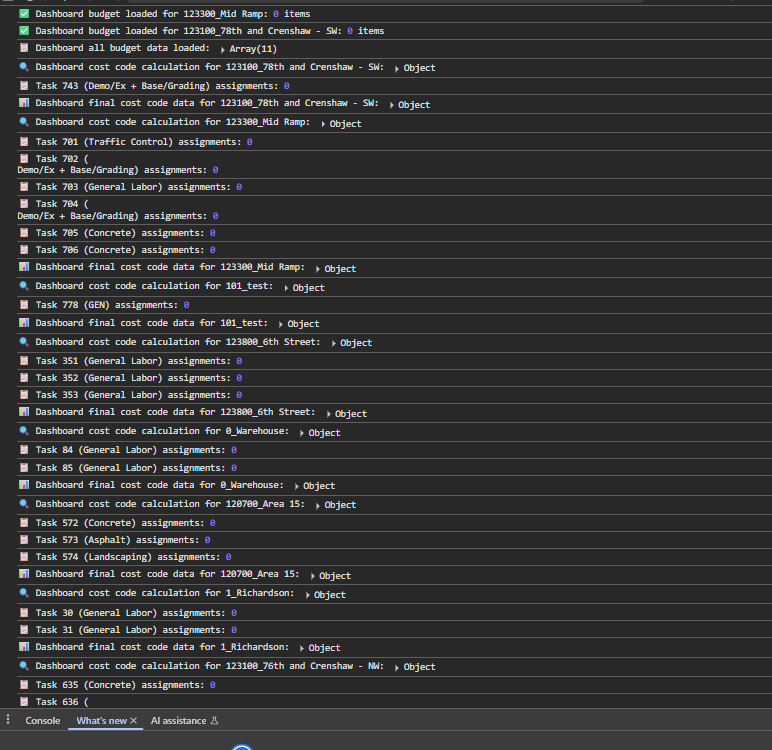 Dashboard budget loaded for 123300_Mid Ramp: 0 items
Dashboard budget loaded for 123100_78th and Crenshaw - SW: 0 items
Dashboard all budget data loaded: Array(11)
Dashboard cost code calculation for 123100_78th and Crenshaw - SW: Object
Task 743 (Demo/Ex + Base/Grading) assignments: 0
Dashboard final cost code data for 123100_78th and Crenshaw - SW: Object
Dashboard cost code calculation for 123300_Mid Ramp: Object
Task 701 (Traffic Control) assignments: 0
Task 702 (
Demo/Ex + Base/Grading) assignments: 0
Task 703 (General Labor) assignments: 0
Task 704 (
Demo/Ex + Base/Grading) assignments: 0
Task 705 (Concrete) assignments: 0
Task 706 (Concrete) assignments: 0
Dashboard final cost code data for 123300_Mid Ramp: Object
Dashboard cost code calculation for 101_test: Object
Task 778 (GEN) assignments: 0
Dashboard final cost code data for 101_test: Object
Dashboard cost code calculation for 123800_6th Street: Object
Task 351 (General Labor) assignments: 0
Task 352 (General Labor) assignments: 0
Task 353 (General Labor) assignments: 0
Dashboard final cost code data for 123800_6th Street: Object
Dashboard cost code calculation for 0_Warehouse: Object
Task 84 (General Labor) assignments: 0
Task 85 (General Labor) assignments: 0
Dashboard final cost code data for 0_Warehouse: Object
Dashboard cost code calculation for 120700_Area 15: Object
Task 572 (Concrete) assignments: 0
Task 573 (Asphalt) assignments: 0
Task 574 (Landscaping) assignments: 0
Dashboard final cost code data for 120700_Area 15: Object
Dashboard cost code calculation for 1_Richardson: Object
Task 30 (General Labor) assignments: 0
Task 31 (General Labor) assignments: 0
Dashboard final cost code data for 1_Richardson: Object
Dashboard cost code calculation for 123100_76th and Crenshaw - NW: Object
Task 635 (Concrete) assignments: 0
Task 636 (
Console What's new AI assistance